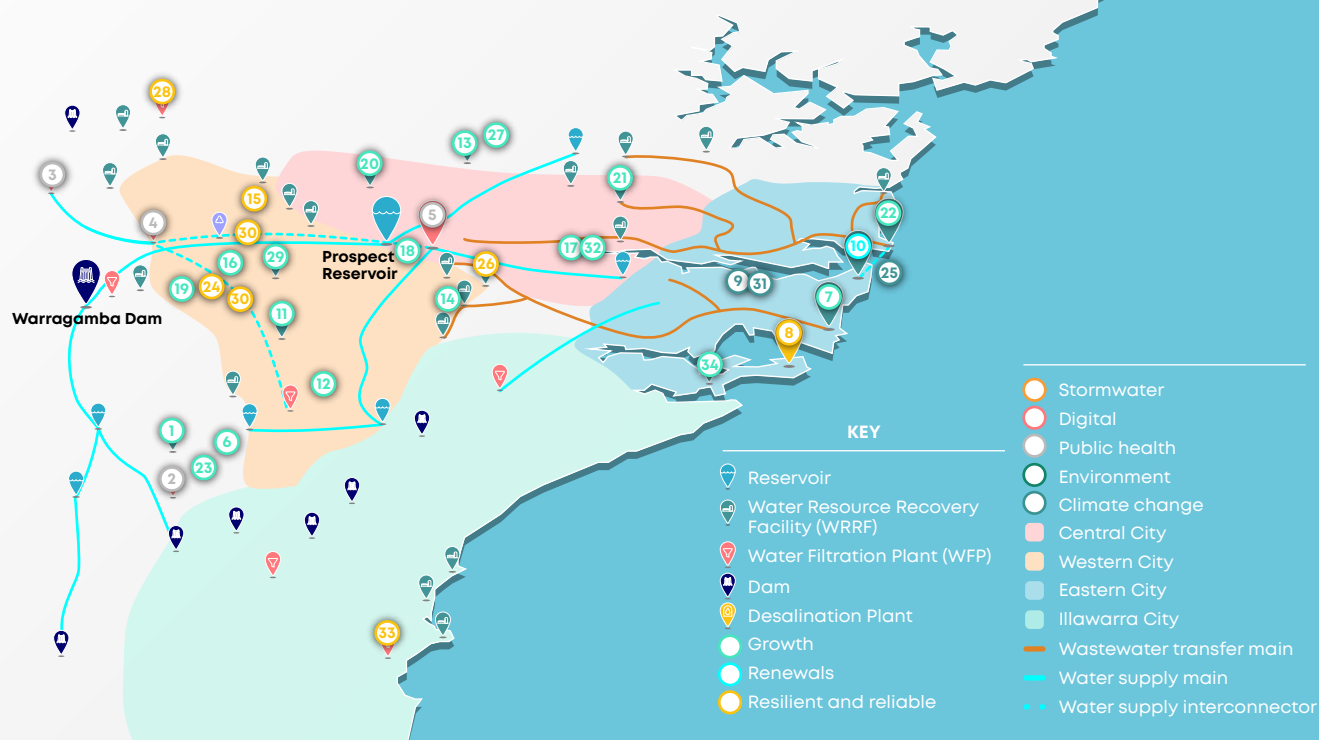 28
13
27
3
20
21
15
4
5
22
30
10
18
17
32
Prospect
Reservoir
16
29
26
25
9
31
19
24
30
14
7
11
8
Warragamba Dam
34
12
1
6
23
2
33
KEY
Reservoir
Water Resource Recovery
Facility (WRRF)
Water Filtration Plant (WFP)
Dam
Desalination Plant
Growth
Renewals
Resilient and reliable
Stormwater
Digital
Public health
Environment
Climate change
Central City
Western City
Eastern City
Illawarra City
Wastewater transfer main
Water supply main
Water supply interconnector